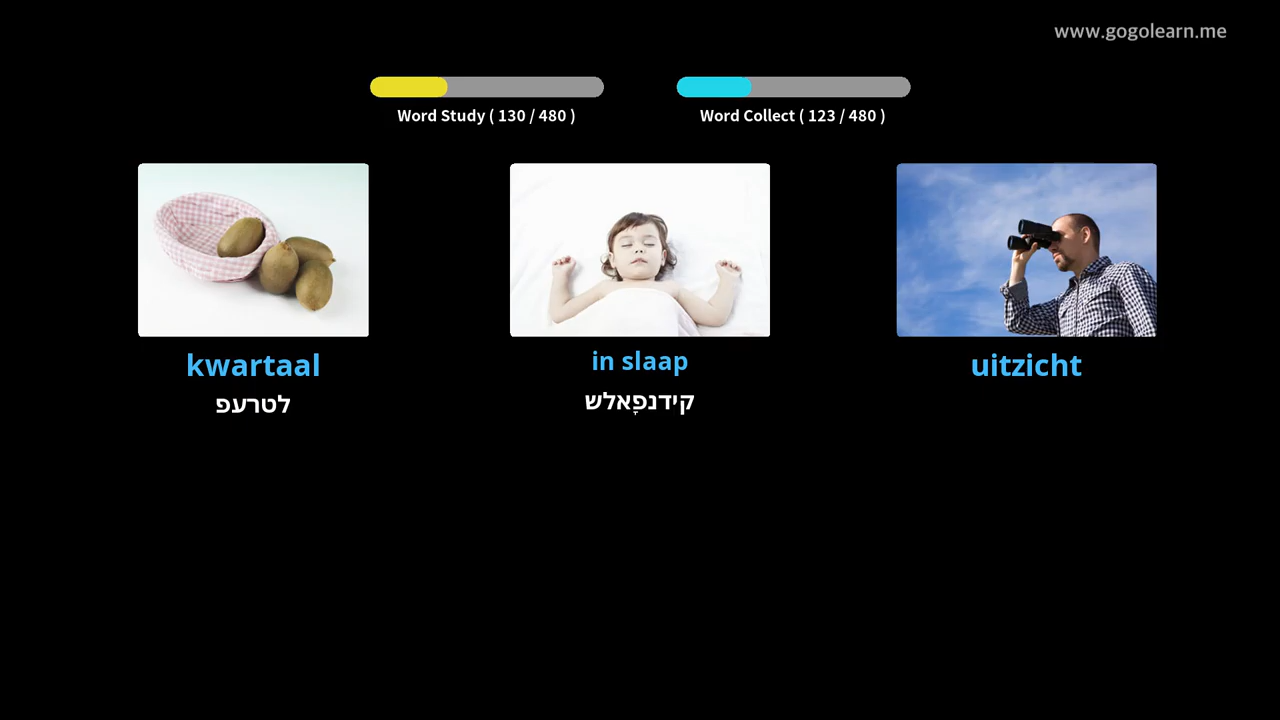 www.gogolearn.me
Word Study ( 130 / 480 )
Word Collect ( 123 / 480 )
kwartaal
לטרעפ
in slaap
קידנפָאלש
uitzicht